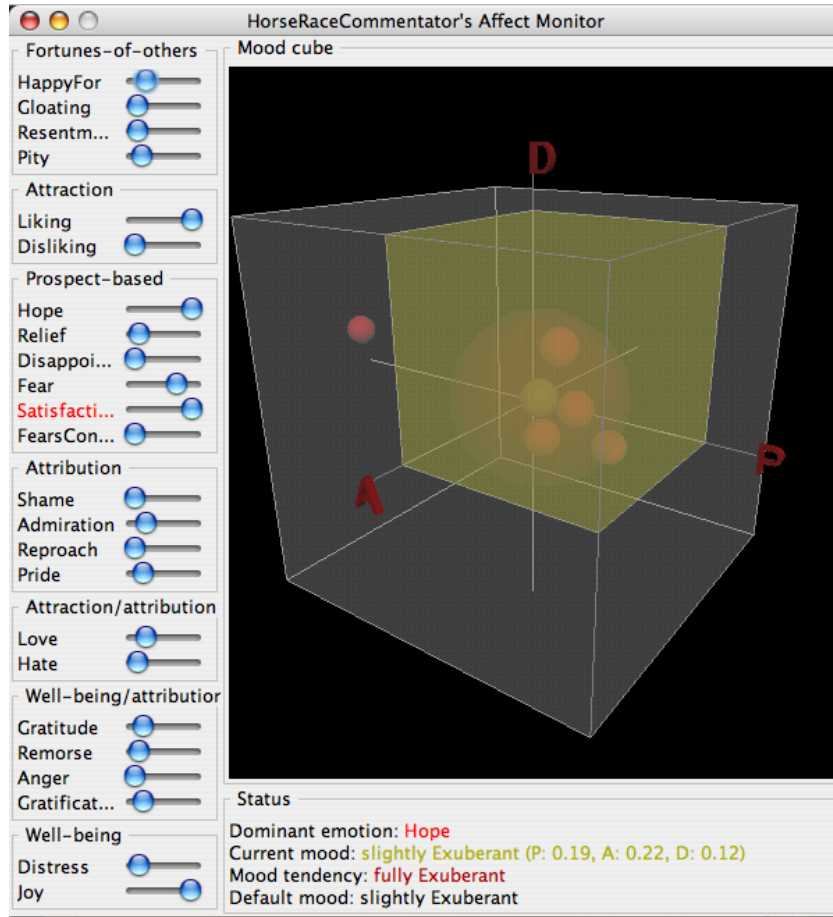 HorseRaceCommentator's Affect Monitor
Fortunes-of-others
HappyFor
Gloating
Resentm...
Pity
Attraction
Liking
Disliking
Prospect-based
Hope
Relief
Disappoi...
Fear
Satisfacti...
FearsCon...
Attribution
Shame
Admiration
Reproach
Pride
Attraction/attribution
Love
Hate
Well-being/attributior
Gratitude
Remorse
Anger
Gratificat...
Well-being
Distress
Joy
Mood cube
D
A
P
Status
Dominant emotion: Hope
Current mood: slightly Exuberant (P: 0.19, A: 0.22, D: 0.12)
Mood tendency: fully Exuberant
Default mood: slightly Exuberant